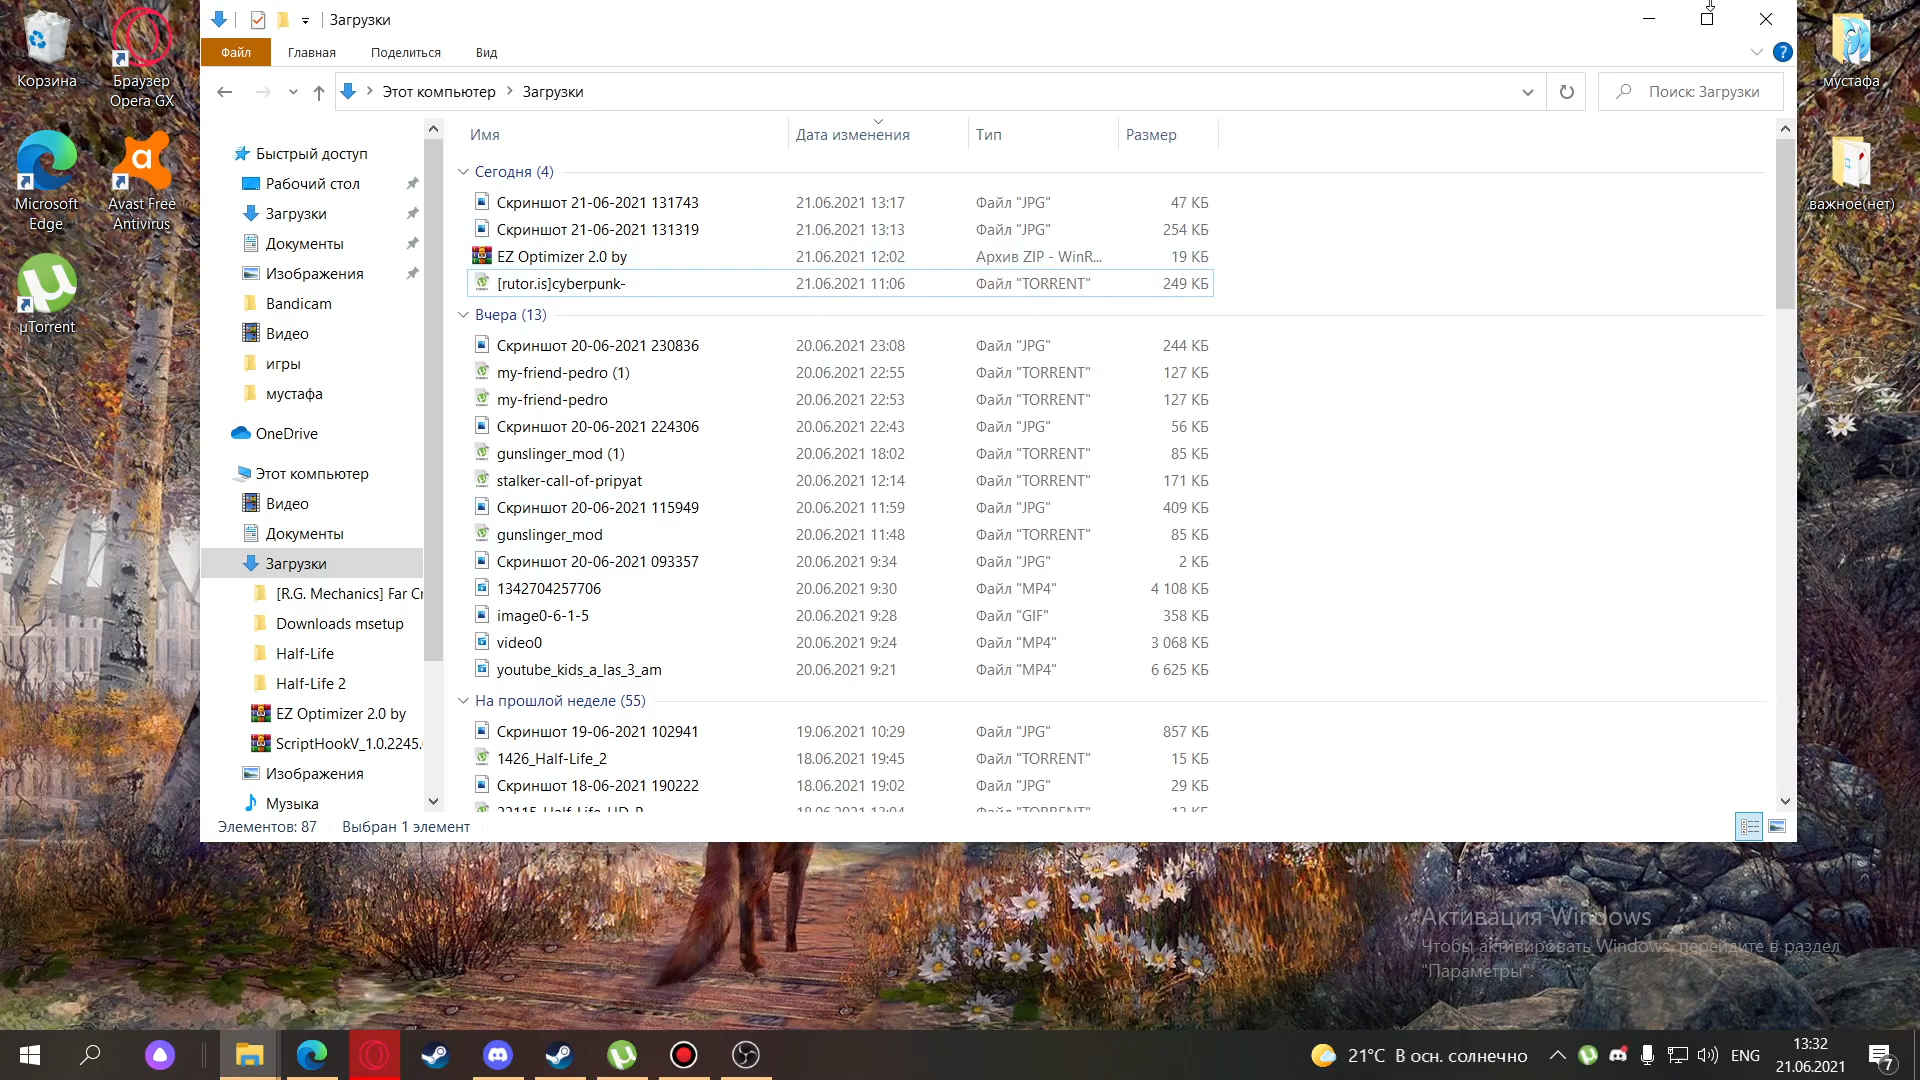 Загрузки
Файл
Главная
Поделиться
Вид
?
Этот компьютер
Загрузки
Поиск: Загрузки
Корзина
Браузер
Opera GX
Microsoft
Edge
Avast Free
Antivirus
µTorrent
мустафа
важное(нет)
Быстрый доступ
Рабочий стол
Загрузки
Документы
Изображения
Bandicam
Видео
игры
мустафа
OneDrive
Этот компьютер
Видео
Документы
Загрузки
[R.G. Mechanics] Far Cr
Downloads msetup
Half-Life
Half-Life 2
EZ Optimizer 2.0 by
ScriptHookV_1.0.2245.
Изображения
Музыка
Имя Дата изменения Тип Размер
Сегодня (4)
Скриншот 21-06-2021 131743 21.06.2021 13:17 Файл "JPG" 47 КБ
Скриншот 21-06-2021 131319 21.06.2021 13:13 Файл "JPG" 254 КБ
EZ Optimizer 2.0 by 21.06.2021 12:02 Архив ZIP - WinR... 19 КБ
[rutor.is]cyberpunk- 21.06.2021 11:06 Файл "TORRENT" 249 КБ
Вчера (13)
Скриншот 20-06-2021 230836 20.06.2021 23:08 Файл "JPG" 244 КБ
my-friend-pedro (1) 20.06.2021 22:55 Файл "TORRENT" 127 КБ
my-friend-pedro 20.06.2021 22:53 Файл "TORRENT" 127 КБ
Скриншот 20-06-2021 224306 20.06.2021 22:43 Файл "JPG" 56 КБ
gunslinger_mod (1) 20.06.2021 18:02 Файл "TORRENT" 85 КБ
stalker-call-of-pripyat 20.06.2021 12:14 Файл "TORRENT" 171 КБ
Скриншот 20-06-2021 115949 20.06.2021 11:59 Файл "JPG" 409 КБ
gunslinger_mod 20.06.2021 11:48 Файл "TORRENT" 85 КБ
Скриншот 20-06-2021 093357 20.06.2021 9:34 Файл "JPG" 2 КБ
1342704257706 20.06.2021 9:30 Файл "MP4" 4 108 КБ
image0-6-1-5 20.06.2021 9:28 Файл "GIF" 358 КБ
video0 20.06.2021 9:24 Файл "MP4" 3 068 КБ
youtube_kids_a_las_3_am 20.06.2021 9:21 Файл "MP4" 6 625 КБ
На прошлой неделе (55)
Скриншот 19-06-2021 102941 19.06.2021 10:29 Файл "JPG" 857 КБ
1426_Half-Life_2 18.06.2021 19:45 Файл "TORRENT" 15 КБ
Скриншот 18-06-2021 190222 18.06.2021 19:02 Файл "JPG" 29 КБ
Элементов: 87 Выбран 1 элемент
Активация Windows
Чтобы активировать Windows, перейдите в раздел
"Параметры".
21°C В осн. солнечно
ENG
13:32
21.06.2021
7